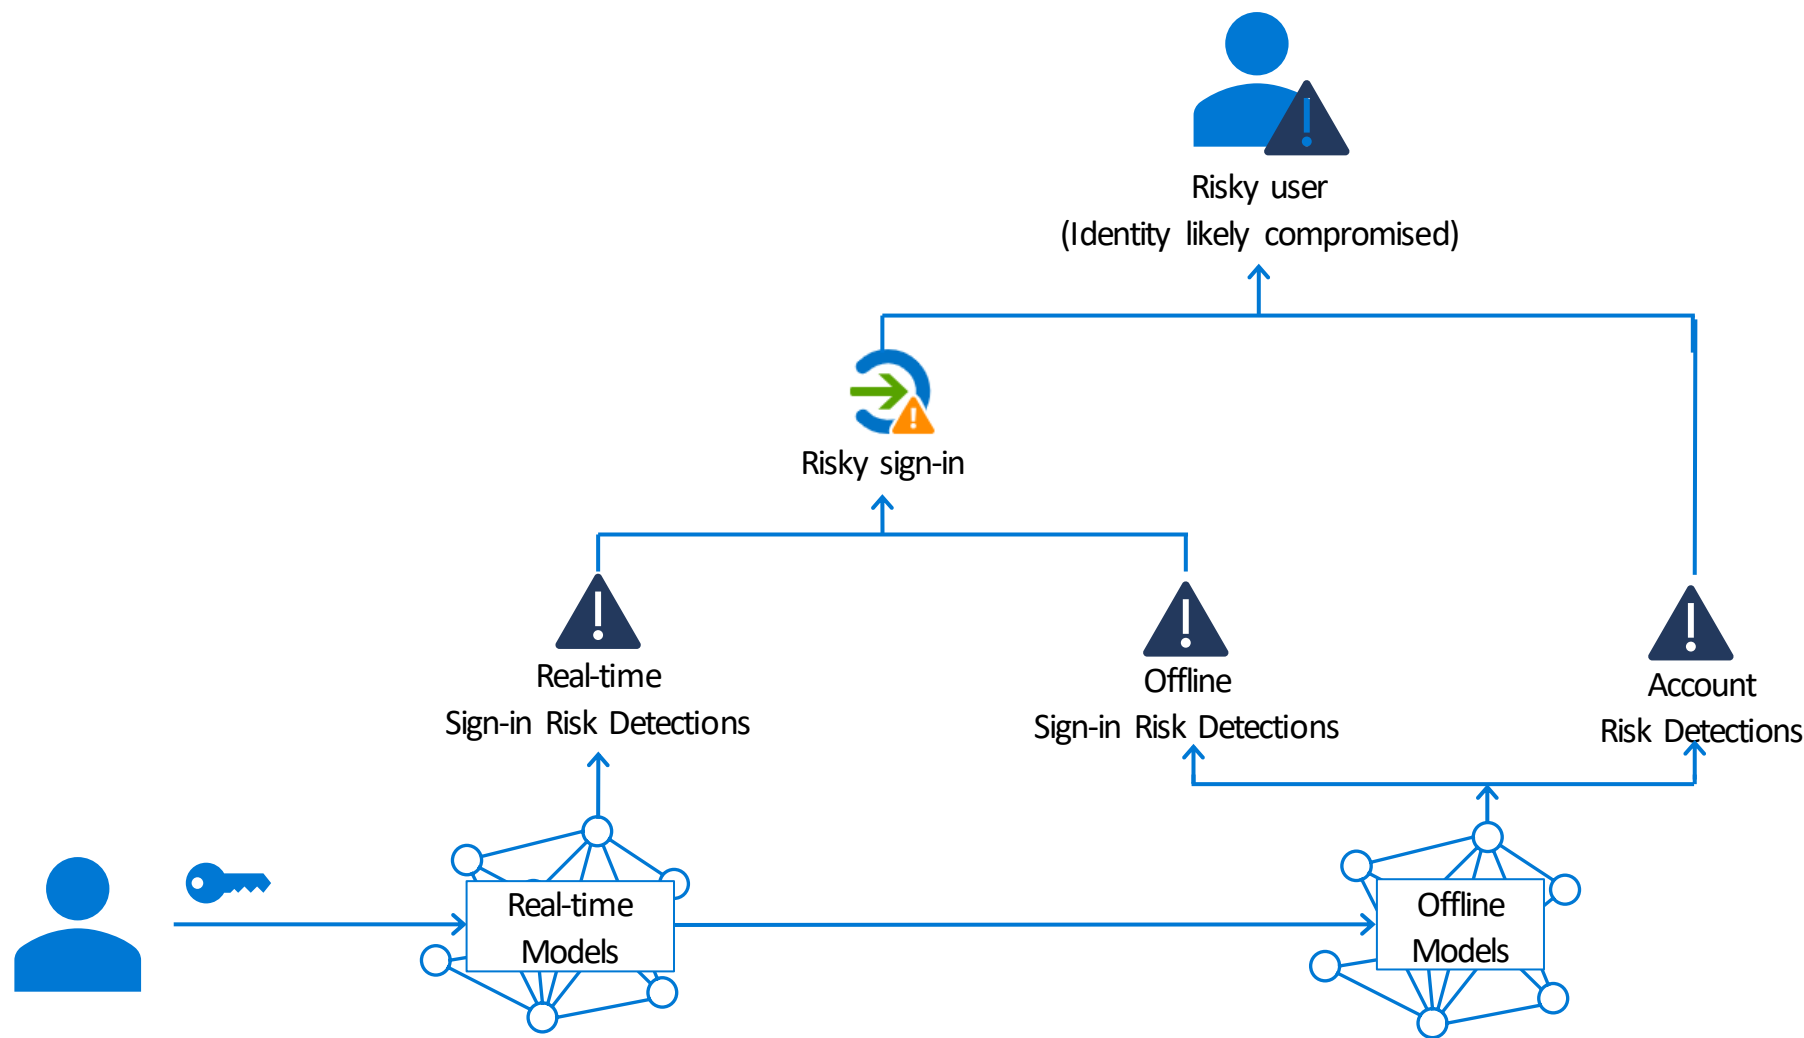 Risky user
(Identity likely compromised)
Risky sign-in
Real-time
Sign-in Risk Detections
Offline
Sign-in Risk Detections
Account
Risk Detections
Real-time
Models
Offline
Models